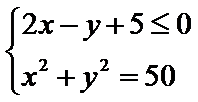 2x − y + 5 ≤ 0
x² + y² = 50